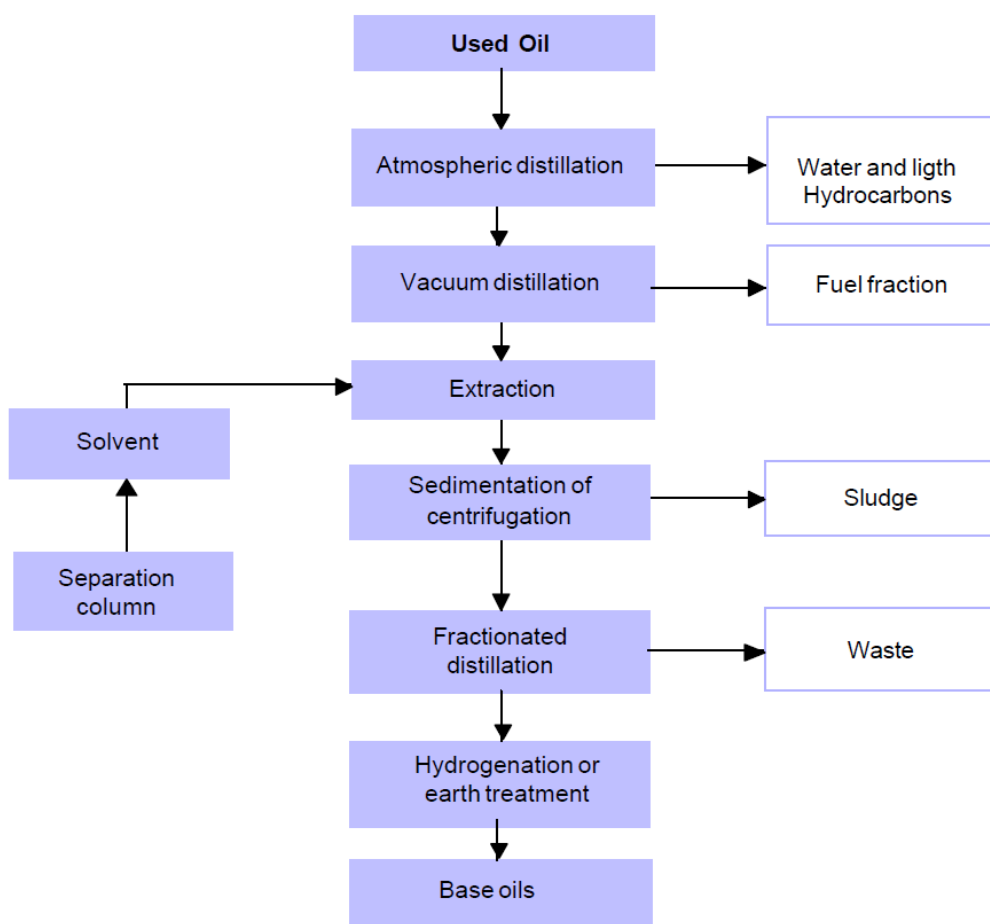 Used Oil
Atmospheric distillation
Water and ligth
Hydrocarbons
Vacuum distillation
Fuel fraction
Extraction
Solvent
Sedimentation of
centrifugation
Sludge
Separation
column
Fractionated
distillation
Waste
Hydrogenation or
earth treatment
Base oils